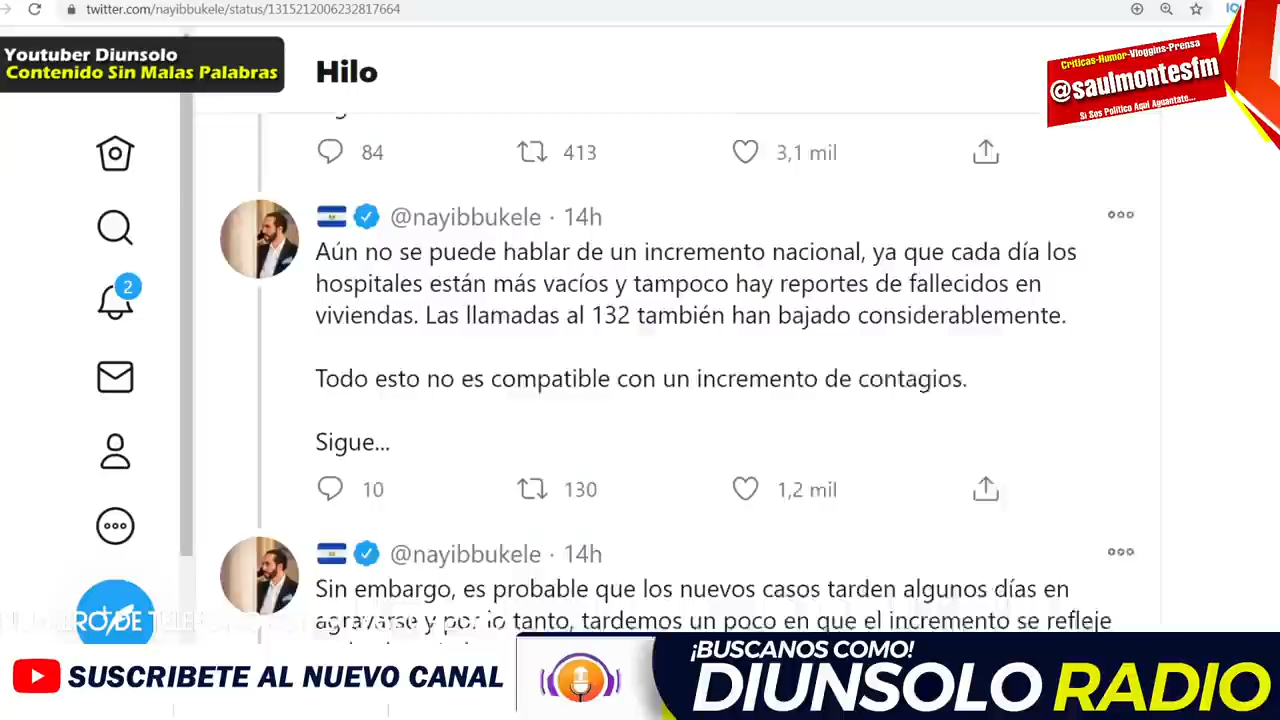 twitter.com/nayibbukele/status/1315212006232817664
Youtuber Diunsolo
Contenido Sin Malas Palabras
Hilo
Críticas-Humor-Vloggins-Prensa
@saulmontesfm
Si Sos Político Aquí Aguantate...
84 413 3,1 mil
@nayibbukele · 14h
Aún no se puede hablar de un incremento nacional, ya que cada día los
hospitales están más vacíos y tampoco hay reportes de fallecidos en
viviendas. Las llamadas al 132 también han bajado considerablemente.
Todo esto no es compatible con un incremento de contagios.
Sigue...
10 130 1,2 mil
2
@nayibbukele · 14h
Sin embargo, es probable que los nuevos casos tarden algunos días en
agravarse y por lo tanto, tardemos un poco en que el incremento se refleje
SUSCRIBETE AL NUEVO CANAL
¡BUSCANOS COMO!
DIUNSOLO RADIO